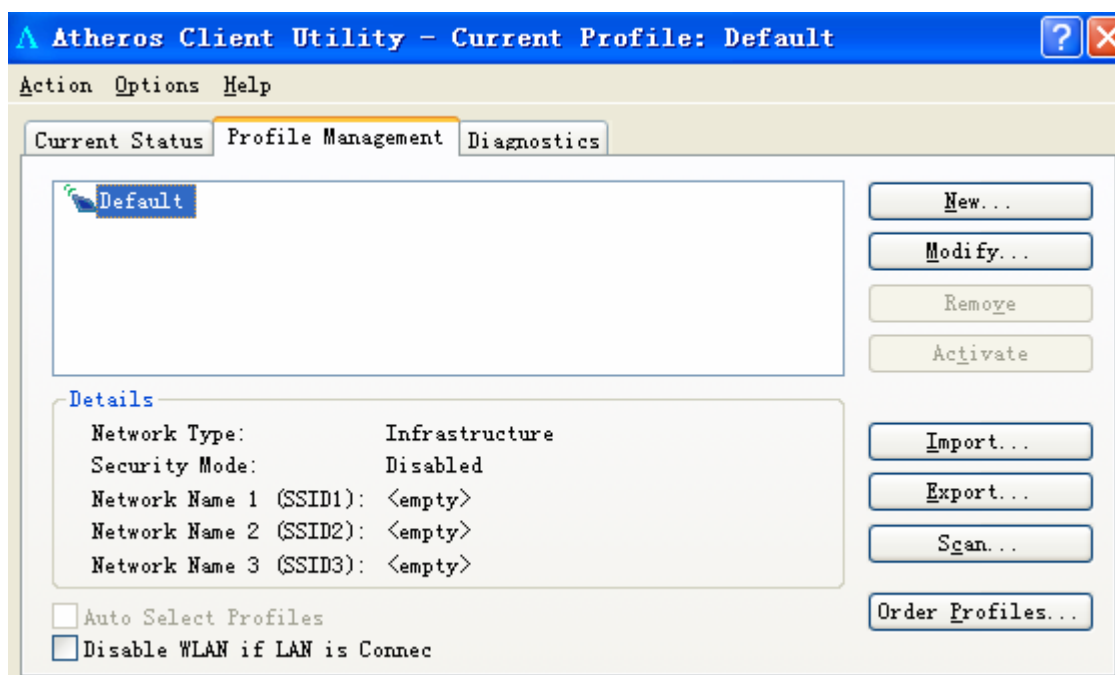 Atheros Client Utility - Current Profile: Default
?
Action Options Help
Current Status Profile Management Diagnostics
Default
New...
Modify...
Remove
Activate
Details
Network Type: Infrastructure
Security Mode: Disabled
Network Name 1 (SSID1): <empty>
Network Name 2 (SSID2): <empty>
Network Name 3 (SSID3): <empty>
Import...
Export...
Scan...
Order Profiles...
Auto Select Profiles
Disable WLAN if LAN is Connec